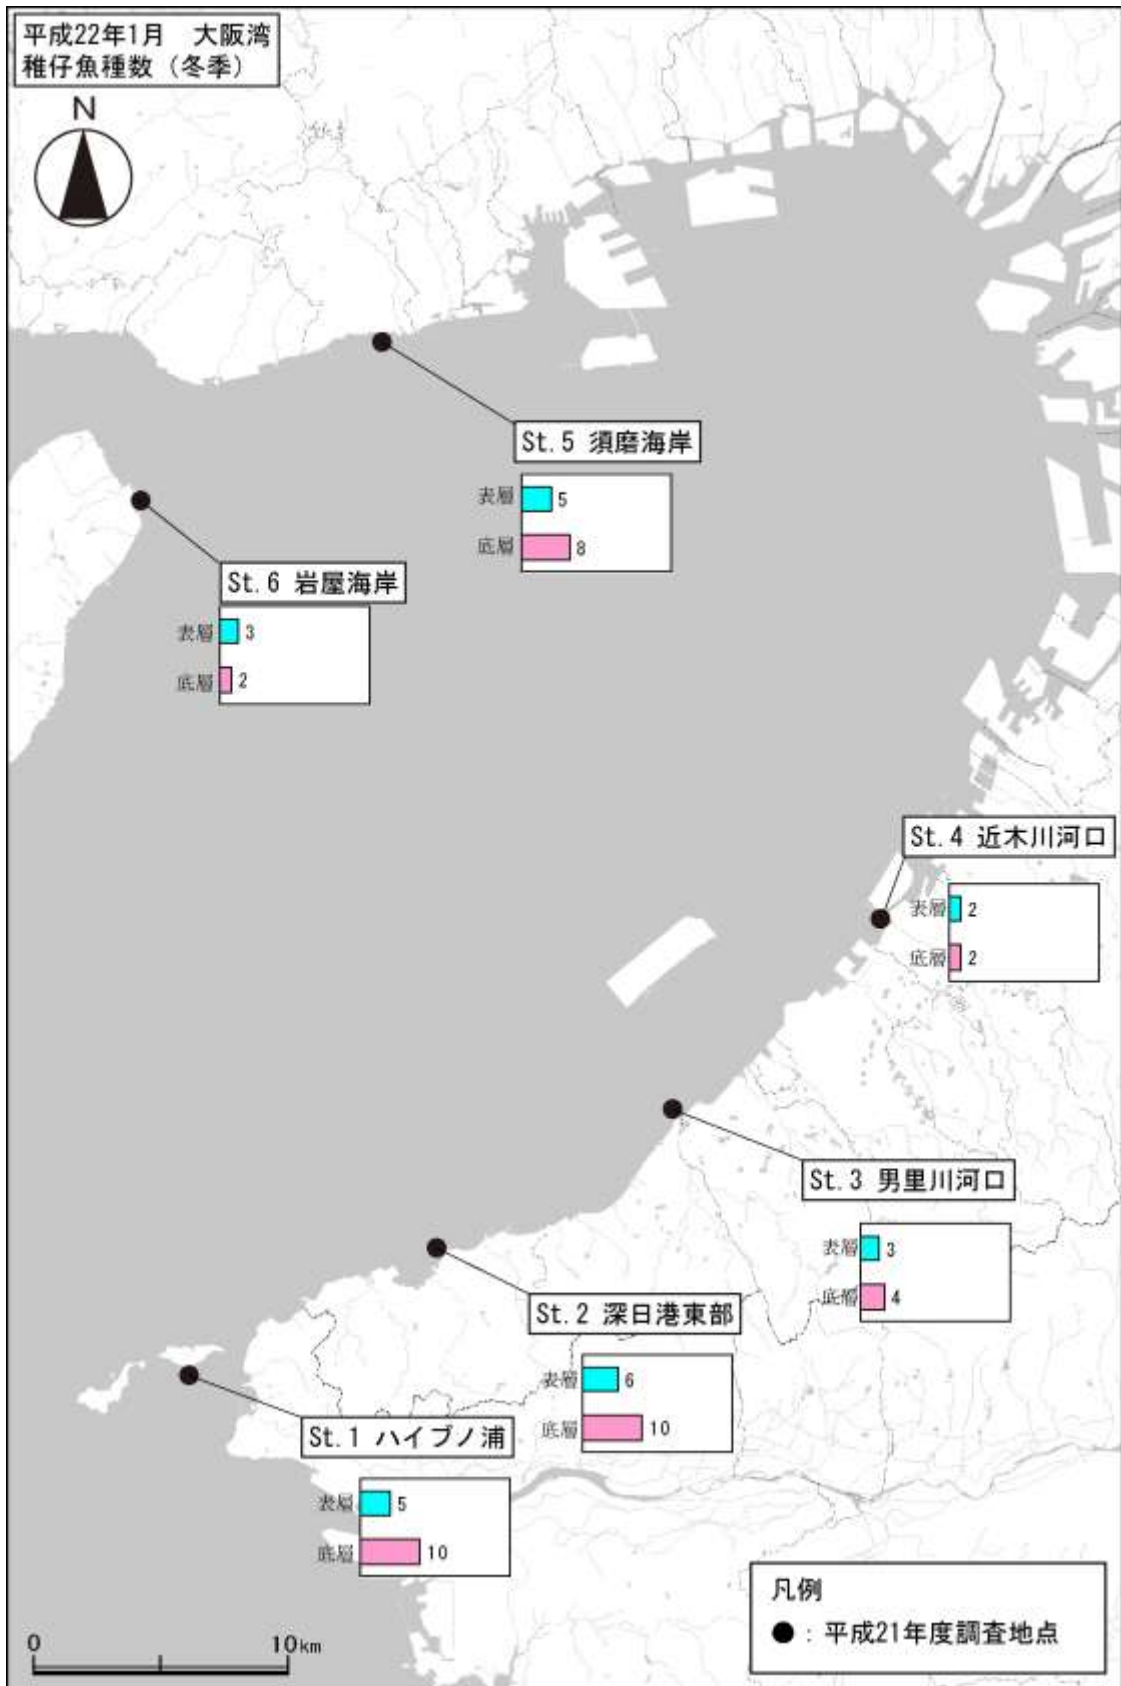 平成22年1月　大阪湾
稚仔魚種数（冬季）
N
St.5 須磨海岸
表層 5
底層 8
St.6 岩屋海岸
表層 3
底層 2
St.4 近木川河口
表層 2
底層 2
St.3 男里川河口
表層 3
底層 4
St.2 深日港東部
表層 6
底層 10
St.1 ハイブノ浦
表層 5
底層 10
凡例
●：平成21年度調査地点
0 10km